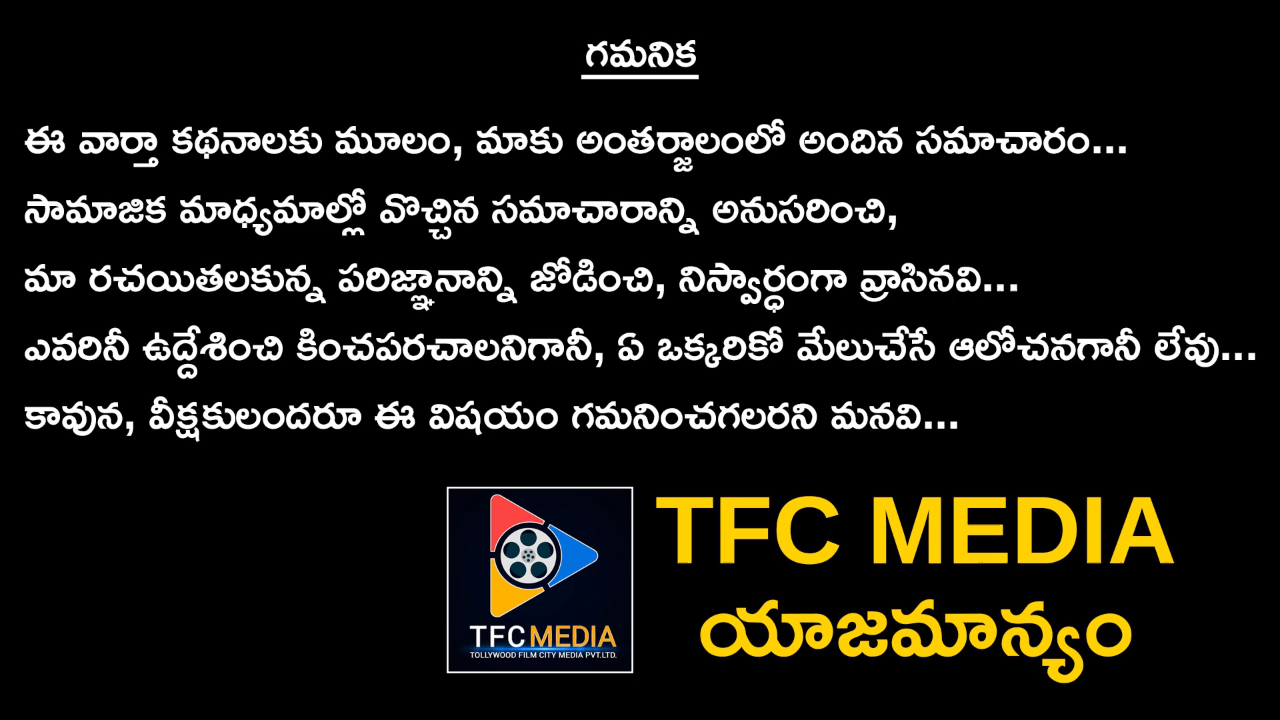 గమనిక
ఈ వార్తా కథనాలకు మూలం, మాకు అంతర్జాలంలో అందిన సమాచారం...
సామాజిక మాధ్యమాల్లో వొచ్చిన సమాచారాన్ని అనుసరించి,
మా రచయితలకున్న పరిజ్ఞానాన్ని జోడించి, నిస్వార్ధంగా వ్రాసినవి...
ఎవరినీ ఉద్దేశించి కించపరచాలనిగానీ, ఏ ఒక్కరికో మేలుచేసే ఆలోచనగానీ లేవు...
కావున, వీక్షకులందరూ ఈ విషయం గమనించగలరని మనవి...
TFC MEDIA
యాజమాన్యం
TFC MEDIA
TOLLYWOOD FILM CITY MEDIA PVT.LTD.